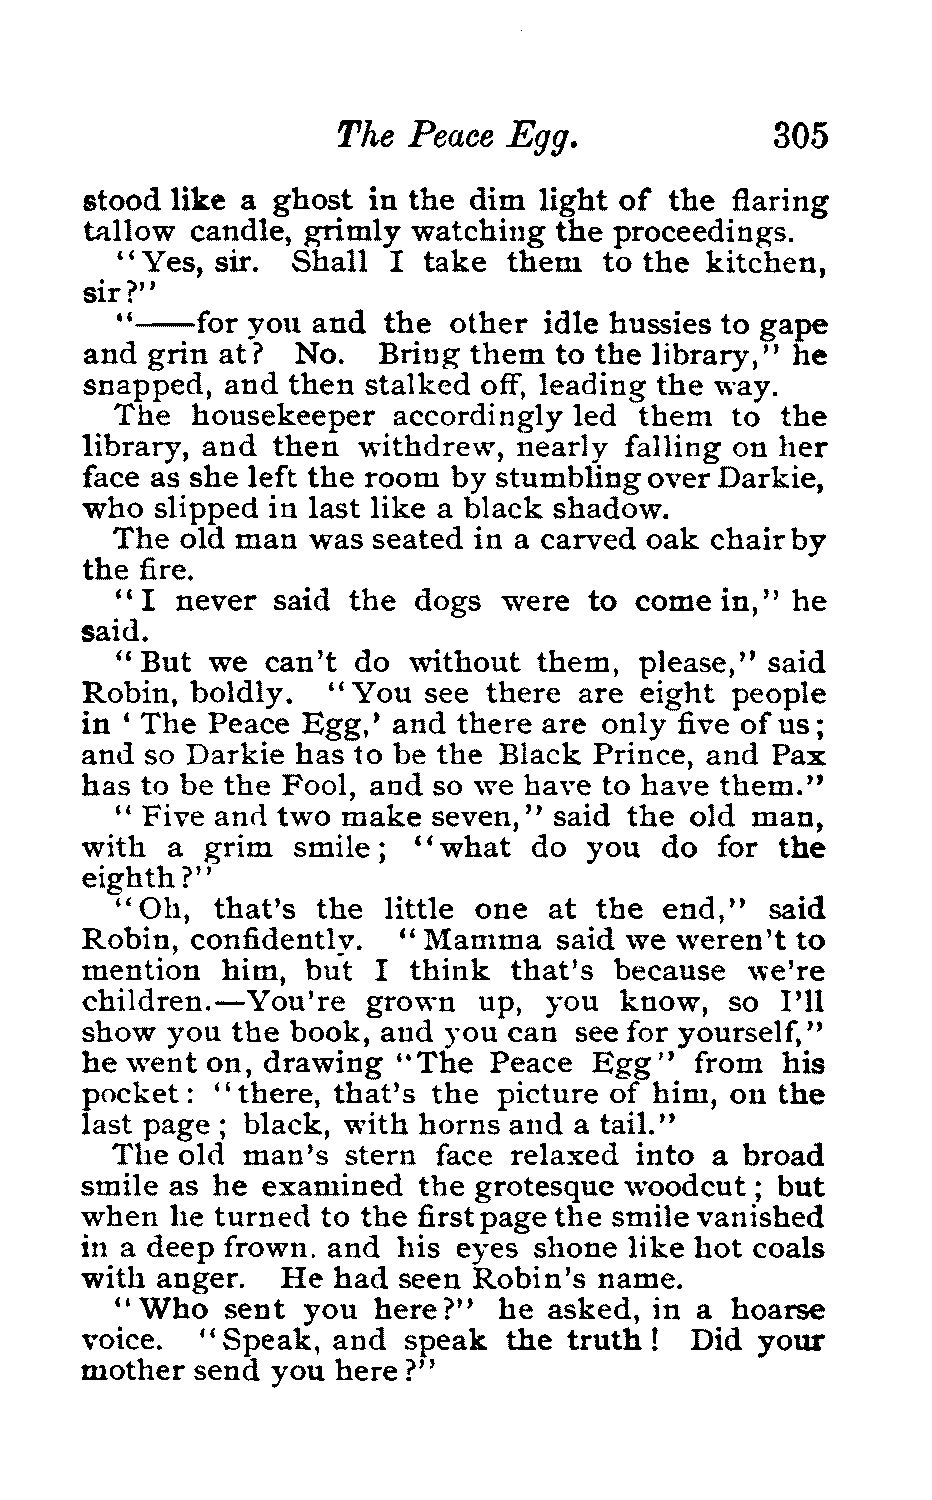 The Peace Egg. 305
stood like a ghost in the dim light of the flaring
tallow candle, grimly watching the proceedings.
"Yes, sir. Shall I take them to the kitchen,
sir?"
"——for you and the other idle hussies to gape
and grin at? No. Bring them to the library," he
snapped, and then stalked off, leading the way.
The housekeeper accordingly led them to the
library, and then withdrew, nearly falling on her
face as she left the room by stumbling over Darkie,
who slipped in last like a black shadow.
The old man was seated in a carved oak chair by
the fire.
"I never said the dogs were to come in," he
said.
"But we can't do without them, please," said
Robin, boldly. "You see there are eight people
in 'The Peace Egg,' and there are only five of us;
and so Darkie has to be the Black Prince, and Pax
has to be the Fool, and so we have to have them."
"Five and two make seven," said the old man,
with a grim smile; "what do you do for the
eighth?"
"Oh, that's the little one at the end," said
Robin, confidently. "Mamma said we weren't to
mention him, but I think that's because we're
children.—You're grown up, you know, so I'll
show you the book, and you can see for yourself,"
he went on, drawing "The Peace Egg" from his
pocket: "there, that's the picture of him, on the
last page; black, with horns and a tail."
The old man's stern face relaxed into a broad
smile as he examined the grotesque woodcut; but
when he turned to the first page the smile vanished
in a deep frown. and his eyes shone like hot coals
with anger. He had seen Robin's name.
"Who sent you here?" he asked, in a hoarse
voice. "Speak, and speak the truth! Did your
mother send you here?"